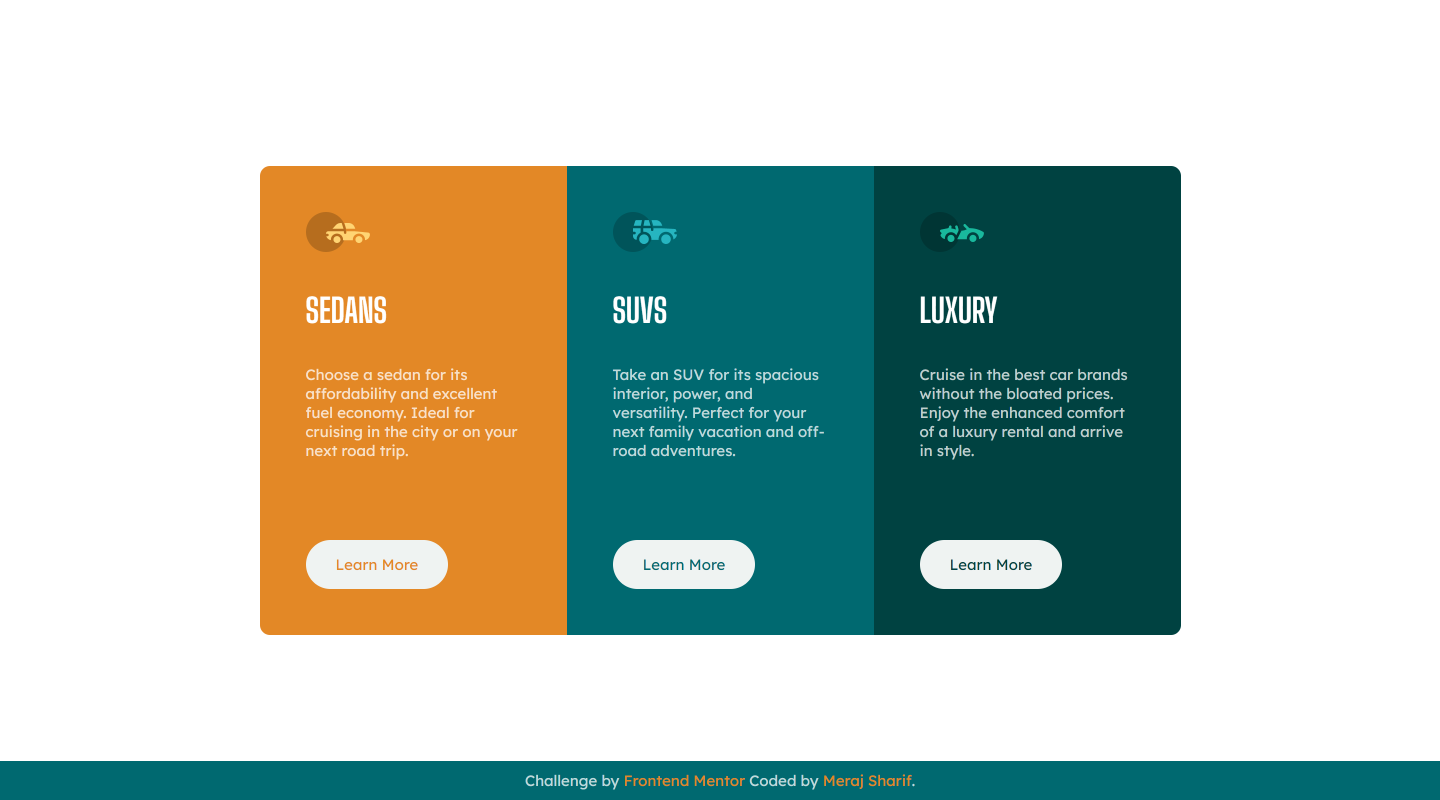 SEDANS
Choose a sedan for its
affordability and excellent
fuel economy. Ideal for
cruising in the city or on your
next road trip.
Learn More
SUVS
Take an SUV for its spacious
interior, power, and
versatility. Perfect for your
next family vacation and off-
road adventures.
Learn More
LUXURY
Cruise in the best car brands
without the bloated prices.
Enjoy the enhanced comfort
of a luxury rental and arrive
in style.
Learn More
Challenge by Frontend Mentor Coded by Meraj Sharif.